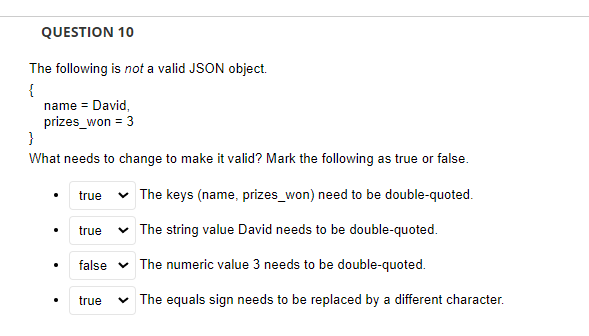 QUESTION 10
The following is not a valid JSON object.
{
name = David,
prizes_won = 3
}
What needs to change to make it valid? Mark the following as true or false.
• true The keys (name, prizes_won) need to be double-quoted.
• true The string value David needs to be double-quoted.
• false The numeric value 3 needs to be double-quoted.
• true The equals sign needs to be replaced by a different character.